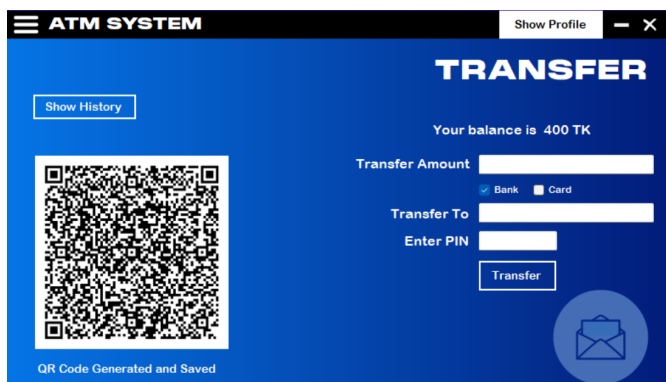 ATM SYSTEM
Show Profile
TRANSFER
Show History
Your balance is 400 TK
Transfer Amount
Bank Card
Transfer To
Enter PIN
Transfer
QR Code Generated and Saved